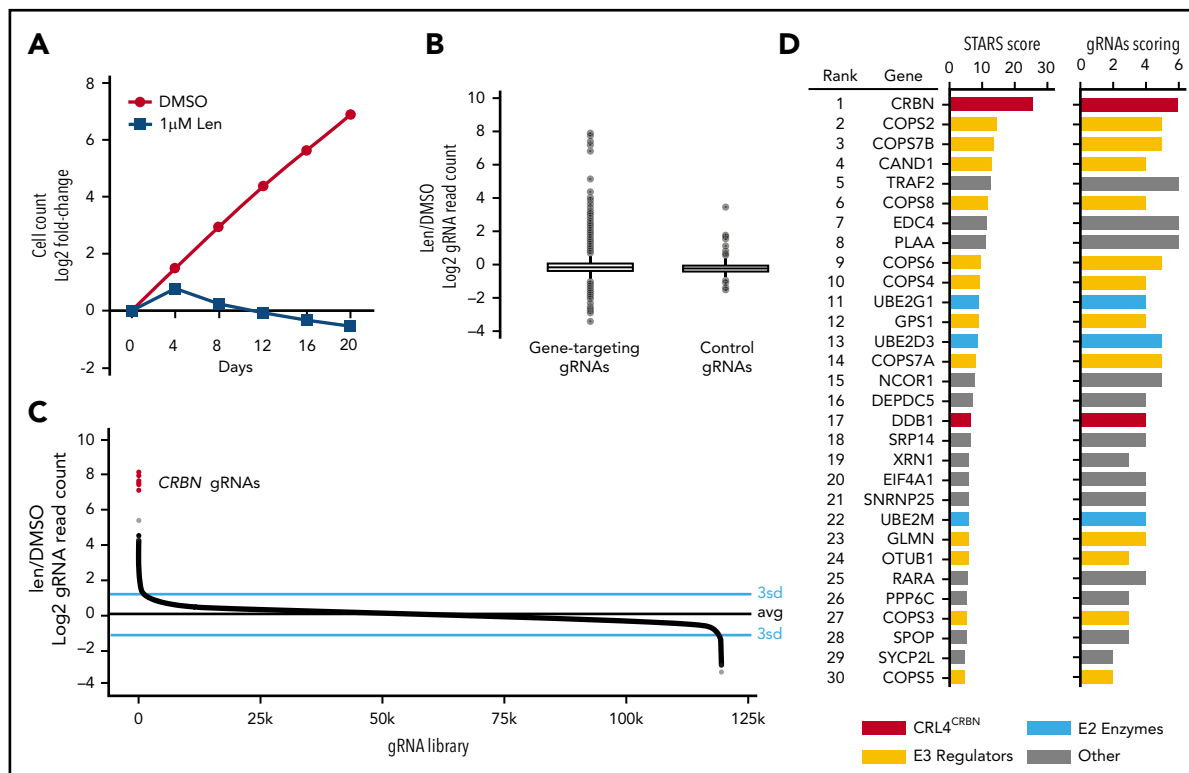 A
Cell count
Log2 fold-change
8
6
4
2
0
-2
DMSO
1µM Len
0 4 8 12 16 20
Days
B
Len/DMSO
Log2 gRNA read count
10
8
6
4
2
0
−2
−4
Gene-targeting
gRNAs
Control
gRNAs
C
len/DMSO
Log2 gRNA read count
10
8
6
4
2
0
−2
−4
CRBN gRNAs
3sd
avg
3sd
0 25k 50k 75k 100k 125k
gRNA library
D
STARS score gRNAs scoring
Rank Gene 0 10 20 30 0 2 4 6
1 CRBN
2 COPS2
3 COPS7B
4 CAND1
5 TRAF2
6 COPS8
7 EDC4
8 PLAA
9 COPS6
10 COPS4
11 UBE2G1
12 GPS1
13 UBE2D3
14 COPS7A
15 NCOR1
16 DEPDC5
17 DDB1
18 SRP14
19 XRN1
20 EIF4A1
21 SNRNP25
22 UBE2M
23 GLMN
24 OTUB1
25 RARA
26 PPP6C
27 COPS3
28 SPOP
29 SYCP2L
30 COPS5
CRL4CRBN E2 Enzymes
E3 Regulators Other